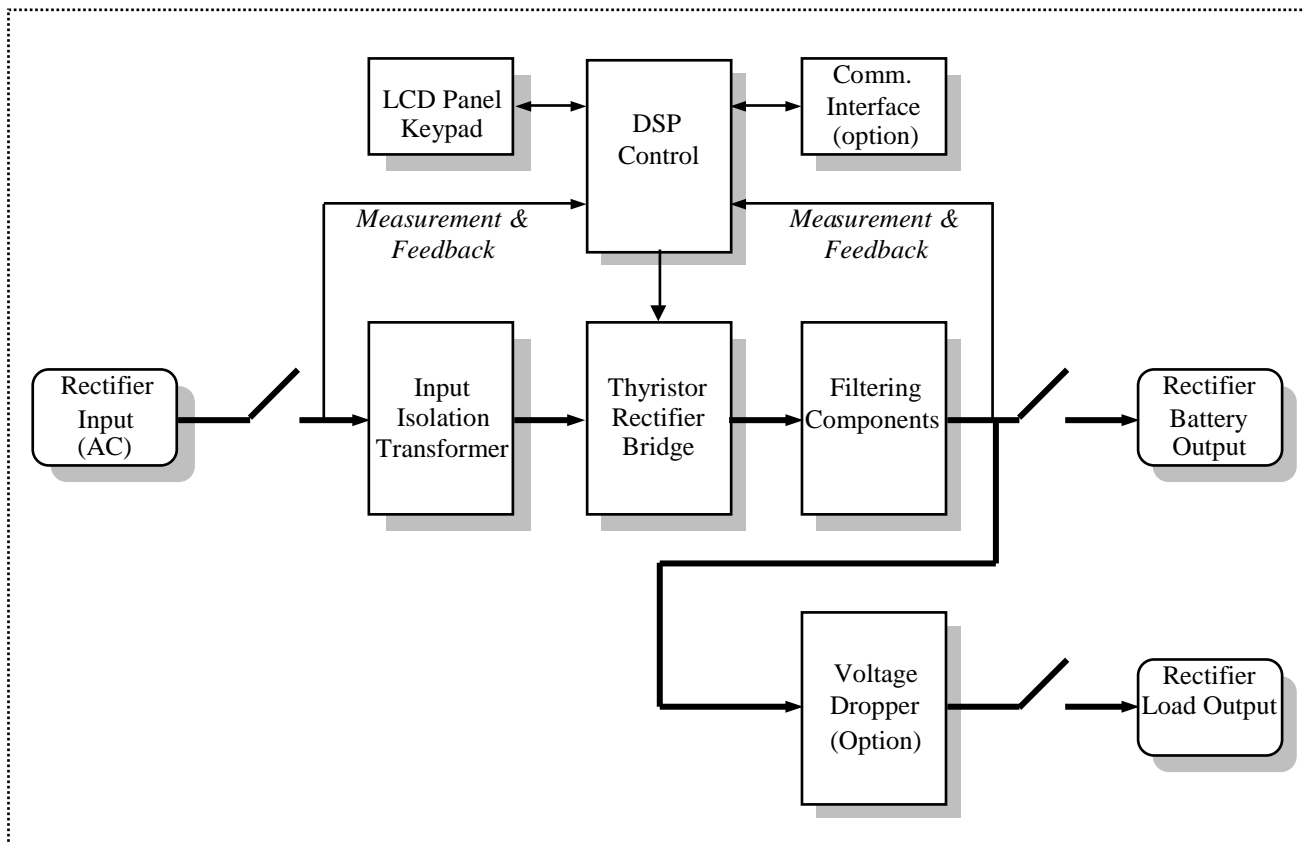 LCD Panel
Keypad
DSP
Control
Comm.
Interface
(option)
Measurement &
Feedback
Measurement &
Feedback
Rectifier
Input
(AC)
Input
Isolation
Transformer
Thyristor
Rectifier
Bridge
Filtering
Components
Rectifier
Battery
Output
Voltage
Dropper
(Option)
Rectifier
Load Output